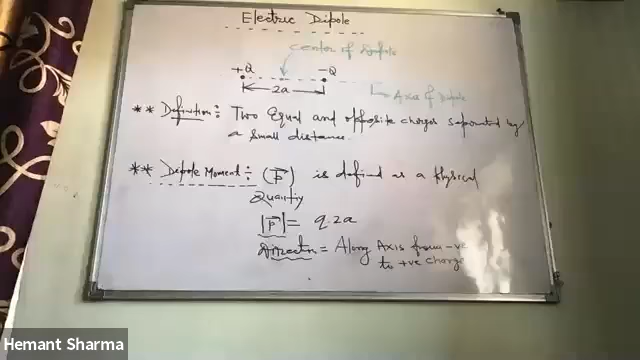 Electric Dipole
center of Dipole
+Q -Q
2a
Axis of Dipole
** Definition:- Two Equal and opposite charges separated by
a small distance.
** Dipole Moment:- (P⃗) is defined as a Physical
Quantity
|P⃗| = q.2a
Direction = Along Axis from -ve
to +ve charge
Hemant Sharma